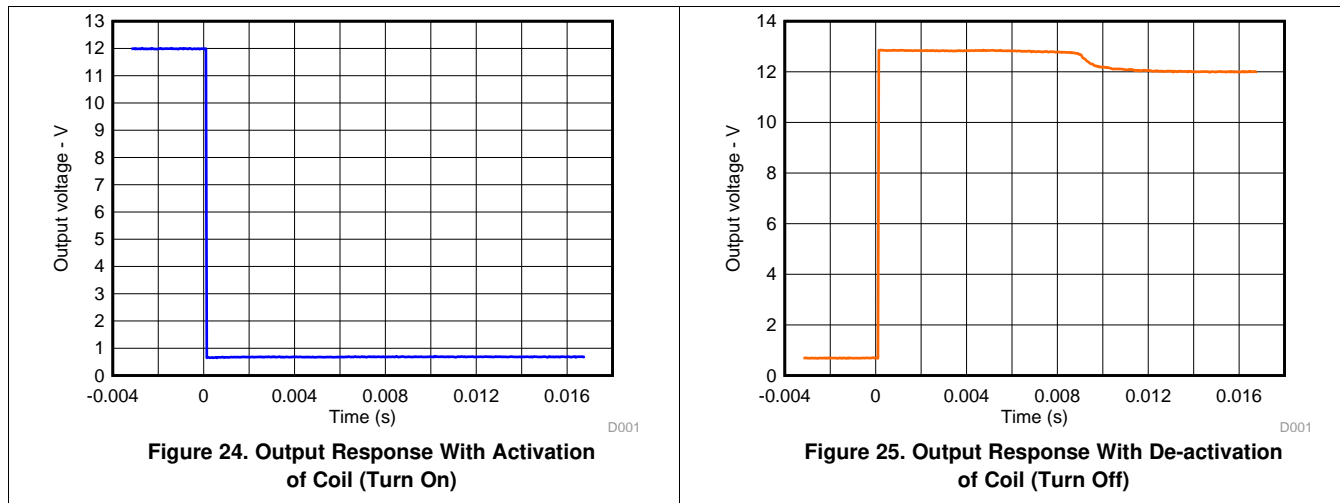 13
12
11
10
9
8
7
6
5
4
3
2
1
0
Output voltage - V
-0.004 0 0.004 0.008 0.012 0.016
Time (s)
D001
Figure 24. Output Response With Activation
of Coil (Turn On)
14
12
10
8
6
4
2
0
Output voltage - V
-0.004 0 0.004 0.008 0.012 0.016
Time (s)
D001
Figure 25. Output Response With De-activation
of Coil (Turn Off)